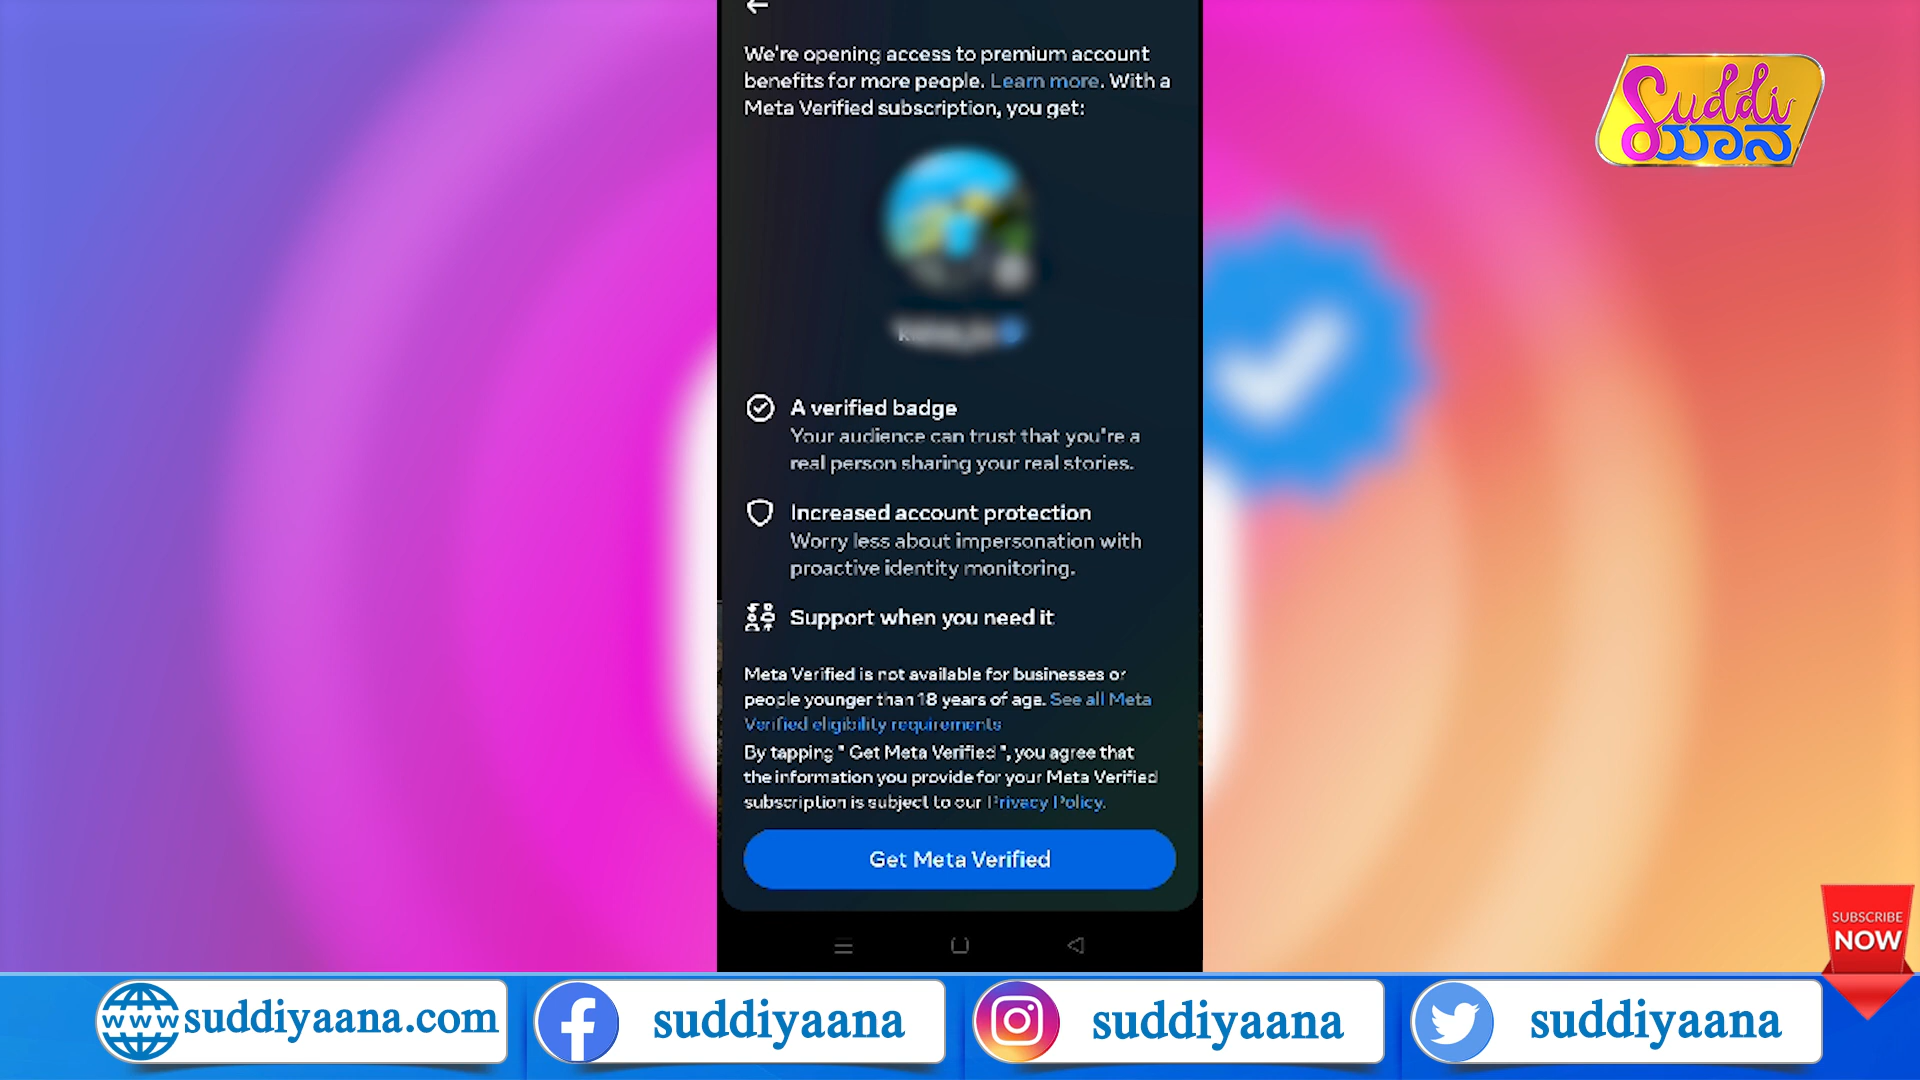 We're opening access to premium account
benefits for more people. Learn more. With a
Meta Verified subscription, you get:
Suddi
ಯಾನ
A verified badge
Your audience can trust that you're a
real person sharing your real stories.
Increased account protection
Worry less about impersonation with
proactive identity monitoring.
Support when you need it
Meta Verified is not available for businesses or
people younger than 18 years of age. See all Meta
Verified eligibility requirements
By tapping " Get Meta Verified ", you agree that
the information you provide for your Meta Verified
subscription is subject to our Privacy Policy.
Get Meta Verified
SUBSCRIBE
NOW
www suddiyaana.com
suddiyaana
suddiyaana
suddiyaana